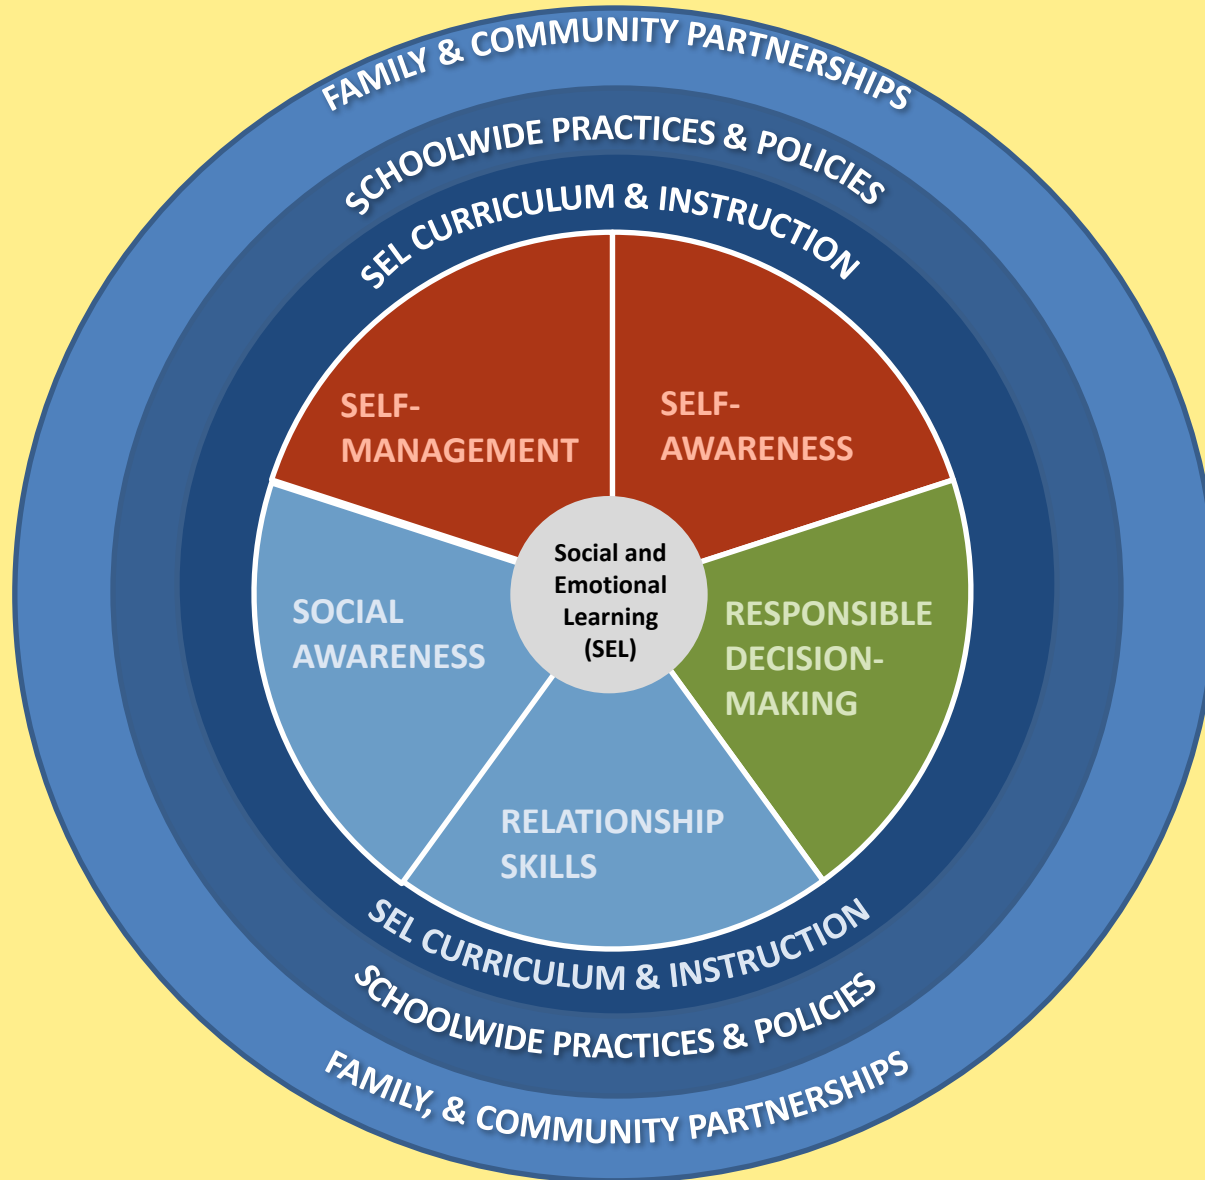 FAMILY & COMMUNITY PARTNERSHIPS
SCHOOLWIDE PRACTICES & POLICIES
SEL CURRICULUM & INSTRUCTION
SELF-
MANAGEMENT
SELF-
AWARENESS
Social and
Emotional
Learning
(SEL)
SOCIAL
AWARENESS
RESPONSIBLE
DECISION-
MAKING
RELATIONSHIP
SKILLS
SEL CURRICULUM & INSTRUCTION
SCHOOLWIDE PRACTICES & POLICIES
FAMILY, & COMMUNITY PARTNERSHIPS